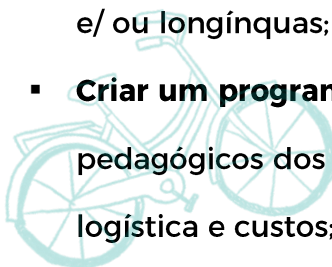 e/ ou longínquas;
▪ Criar um program
pedagógicos dos
logística e custos;